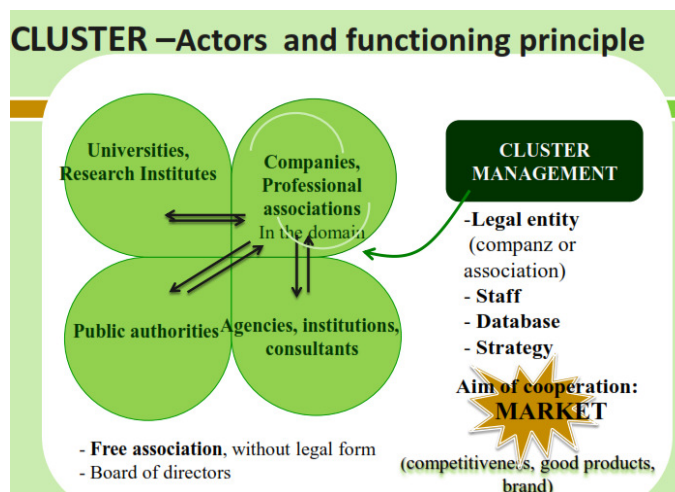 CLUSTER –Actors and functioning principle
Universities,
Research Institutes
Companies,
Professional
associations
In the domain
Public authorities
Agencies, institutions,
consultants
CLUSTER
MANAGEMENT
-Legal entity
(companz or
association)
- Staff
- Database
- Strategy
Aim of cooperation:
MARKET
(competitiveness, good products,
brand)
- Free association, without legal form
- Board of directors